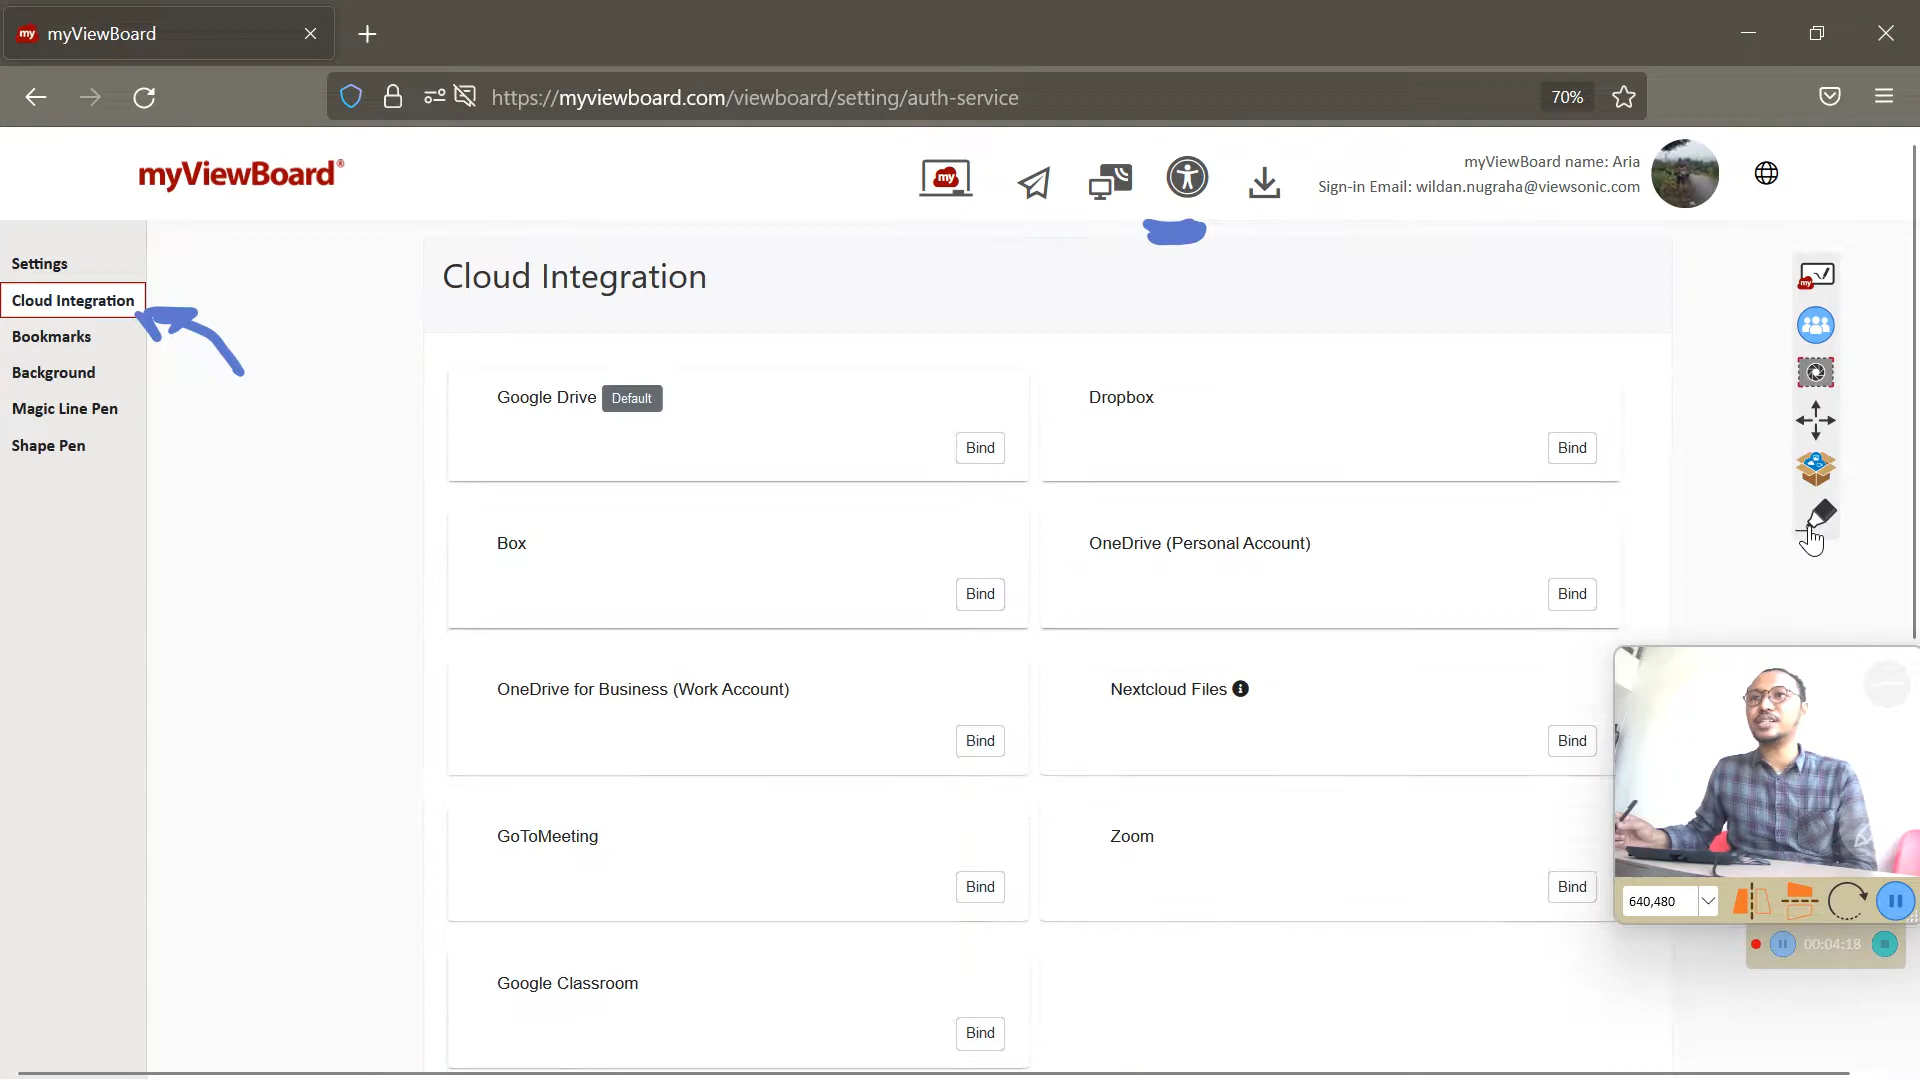 my myViewBoard
https://myviewboard.com/viewboard/setting/auth-service 70%
myViewBoard®
my
myViewBoard name: Aria
Sign-in Email: wildan.nugraha@viewsonic.com
Settings
Cloud Integration
Bookmarks
Background
Magic Line Pen
Shape Pen
Cloud Integration
my
Google Drive Default
Bind
Dropbox
Bind
Box
Bind
OneDrive (Personal Account)
Bind
OneDrive for Business (Work Account)
Bind
Nextcloud Files
Bind
GoToMeeting
Bind
Zoom
Bind
Google Classroom
Bind
640,480
00:04:18